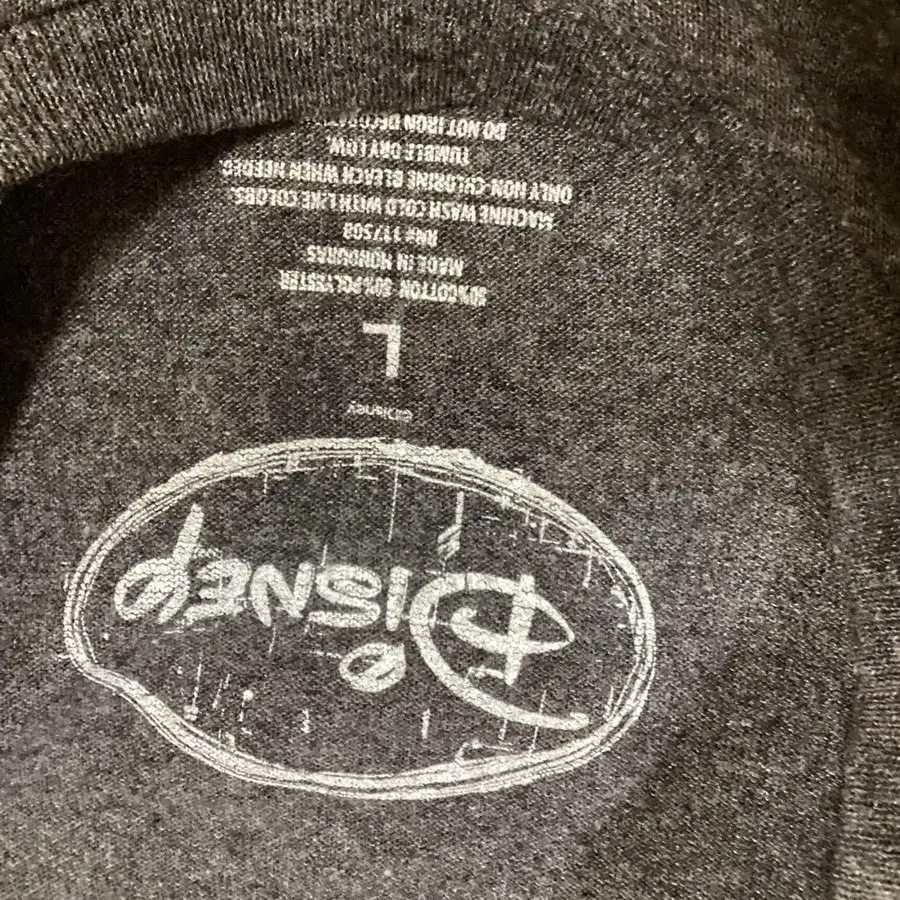 DISNEY
©Disney
L
50% COTTON 50% POLYESTER
MADE IN HONDURAS
RN# 117508
MACHINE WASH COLD WITH LIKE COLORS.
ONLY NON-CHLORINE BLEACH WHEN NEEDED
TUMBLE DRY LOW.
DO NOT IRON